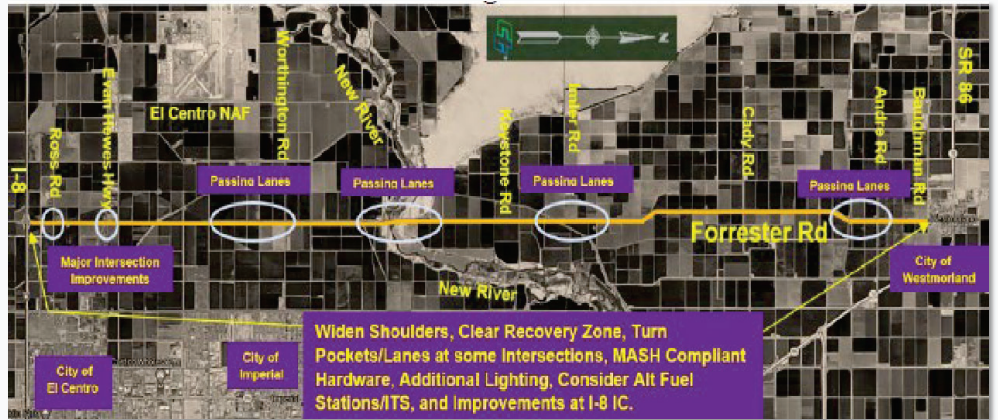 N
SR 86
Worthington Rd
New River
Evan Hewes Hwy
El Centro NAF
Keystone Rd
Imler Rd
Cady Rd
Andre Rd
Bautohman Rd
Ross Rd
I-8
Passing Lanes
Passing Lanes
Passing Lanes
Passing Lanes
Forrester Rd
Major Intersection
Improvements
City of
Westmorland
New River
City of
El Centro
City of
Imperial
Widen Shoulders, Clear Recovery Zone, Turn
Pockets/Lanes at some Intersections, MASH Compliant
Hardware, Additional Lighting, Consider Alt Fuel
Stations/ITS, and Improvements at I-8 IC.